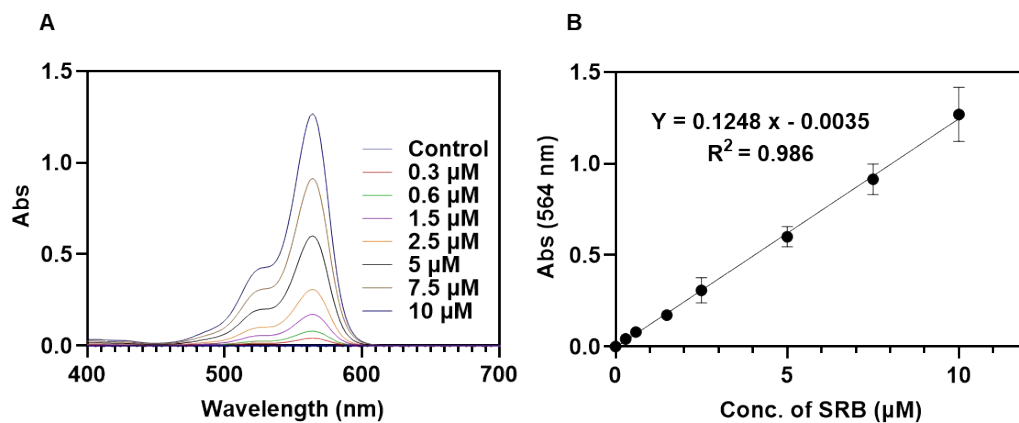 A
1.5
1.0
0.5
0.0
Abs
400
500
600
700
Wavelength (nm)
Control
0.3 µM
0.6 µM
1.5 µM
2.5 µM
5 µM
7.5 µM
10 µM
B
1.5
1.0
0.5
0.0
Abs (564 nm)
Y = 0.1248 x - 0.0035
R² = 0.986
0
5
10
Conc. of SRB (µM)